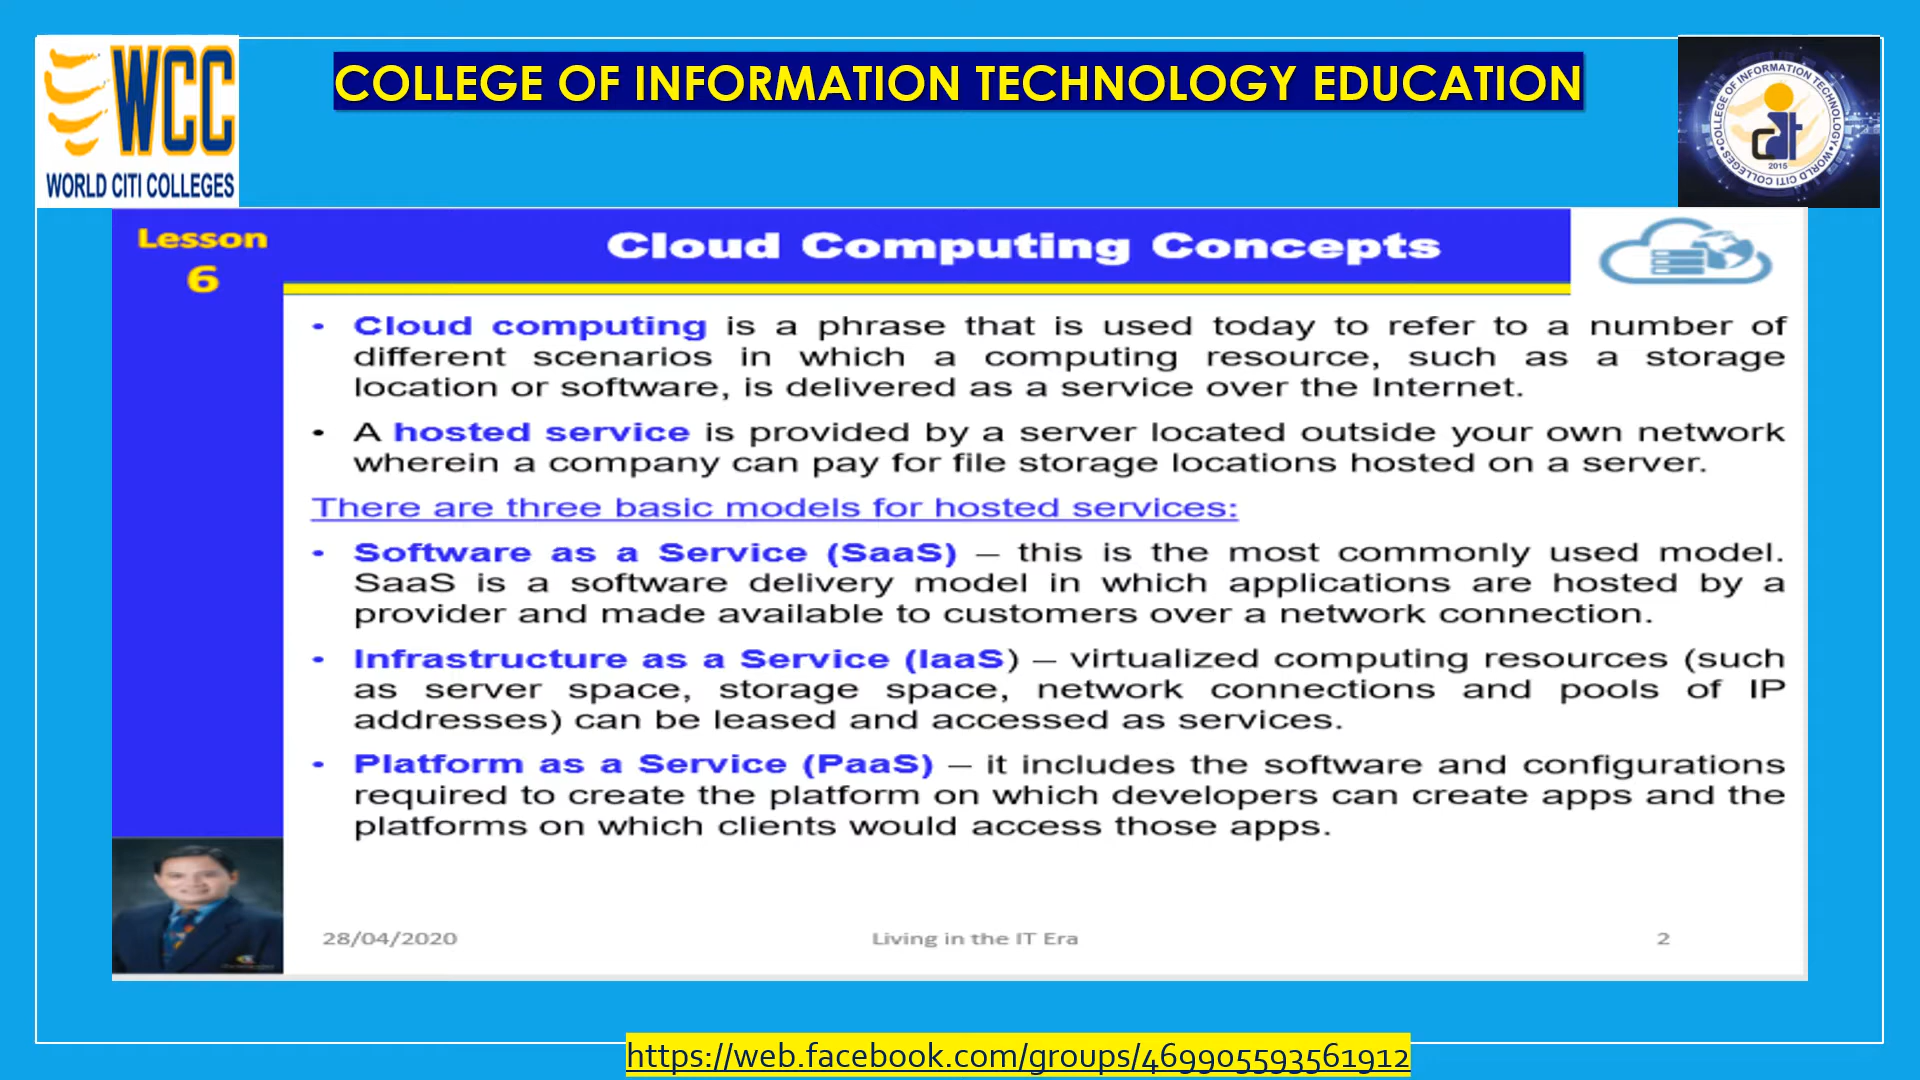 WCC
WORLD CITI COLLEGES
COLLEGE OF INFORMATION TECHNOLOGY EDUCATION
COLLEGE OF INFORMATION TECHNOLOGY
WORLD CITI COLLEGES
cit
2015
Lesson
6
Cloud Computing Concepts
• Cloud computing is a phrase that is used today to refer to a number of
different scenarios in which a computing resource, such as a storage
location or software, is delivered as a service over the Internet.
• A hosted service is provided by a server located outside your own network
wherein a company can pay for file storage locations hosted on a server.
There are three basic models for hosted services:
• Software as a Service (SaaS) – this is the most commonly used model.
SaaS is a software delivery model in which applications are hosted by a
provider and made available to customers over a network connection.
• Infrastructure as a Service (IaaS) – virtualized computing resources (such
as server space, storage space, network connections and pools of IP
addresses) can be leased and accessed as services.
• Platform as a Service (PaaS) – it includes the software and configurations
required to create the platform on which developers can create apps and the
platforms on which clients would access those apps.
28/04/2020
Living in the IT Era
2
https://web.facebook.com/groups/469905593561912